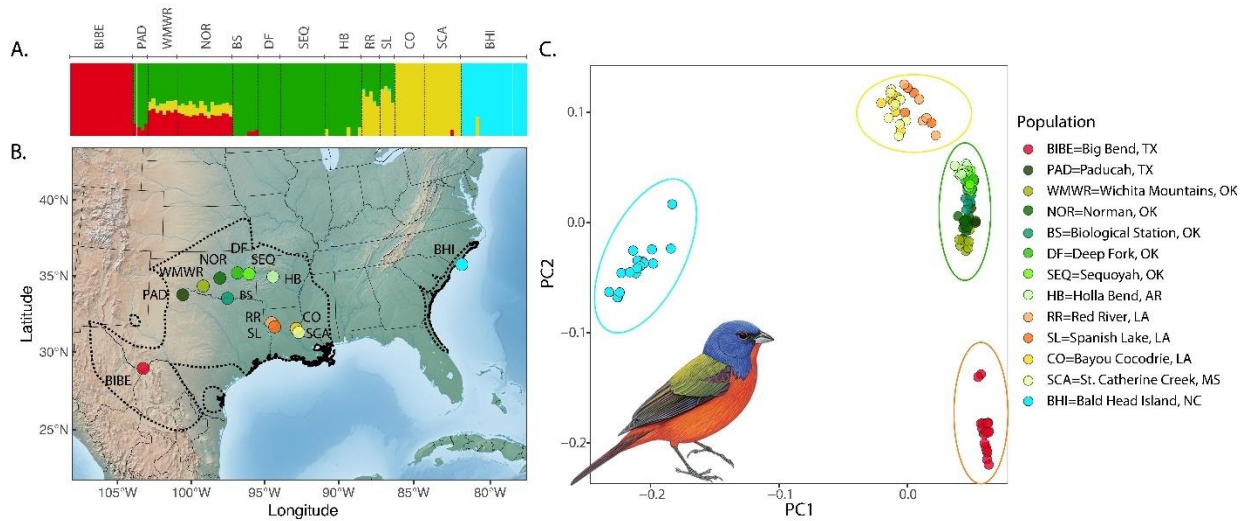 A.
BIBE
PAD
WMWR
NOR
BS
DF
SEQ
HB
RR
SL
CO
SCA
BHI
B.
40°N
35°N
30°N
25°N
Latitude
DF
BHI
NOR
SEQ
WMWR
HB
PAD
BS
RR
CO
SL
SCA
BIBE
105°W 100°W 95°W 90°W 85°W 80°W
Longitude
C.
0.1
0.0
−0.1
−0.2
PC2
−0.2 −0.1 0.0
PC1
Population
BIBE=Big Bend, TX
PAD=Paducah, TX
WMWR=Wichita Mountains, OK
NOR=Norman, OK
BS=Biological Station, OK
DF=Deep Fork, OK
SEQ=Sequoyah, OK
HB=Holla Bend, AR
RR=Red River, LA
SL=Spanish Lake, LA
CO=Bayou Cocodrie, LA
SCA=St. Catherine Creek, MS
BHI=Bald Head Island, NC